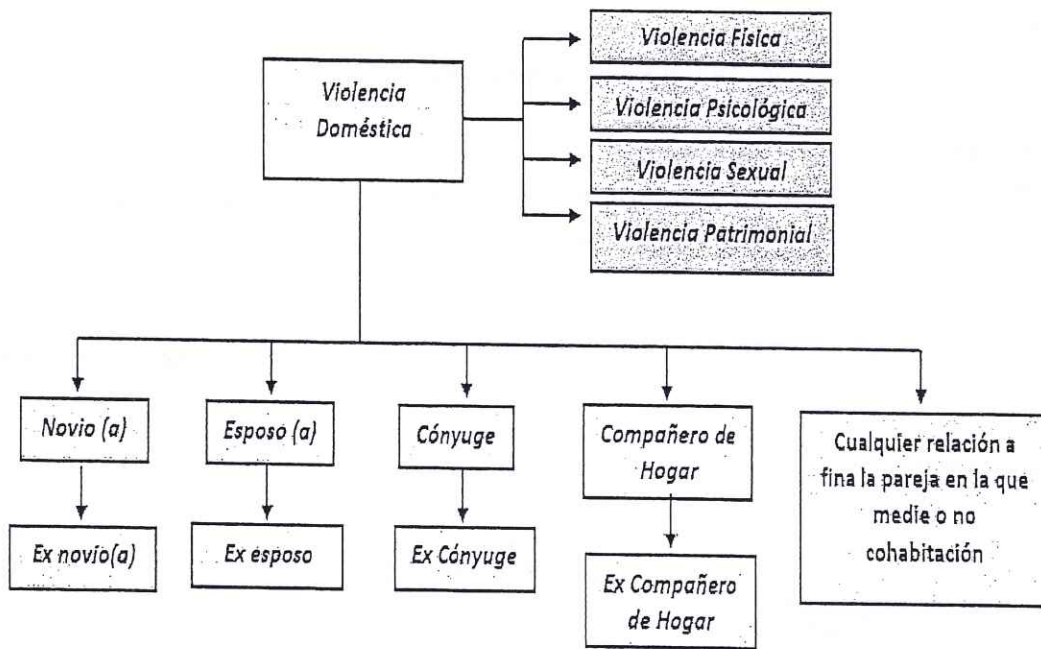 Violencia
Doméstica
Violencia Física
Violencia Psicológica
Violencia Sexual
Violencia Patrimonial
Novio (a)
Esposo (a)
Cónyuge
Compañero de
Hogar
Cualquier relación a
fina la pareja en la que
medie o no
cohabitación
Ex novio(a)
Ex esposo
Ex Cónyuge
Ex Compañero
de Hogar